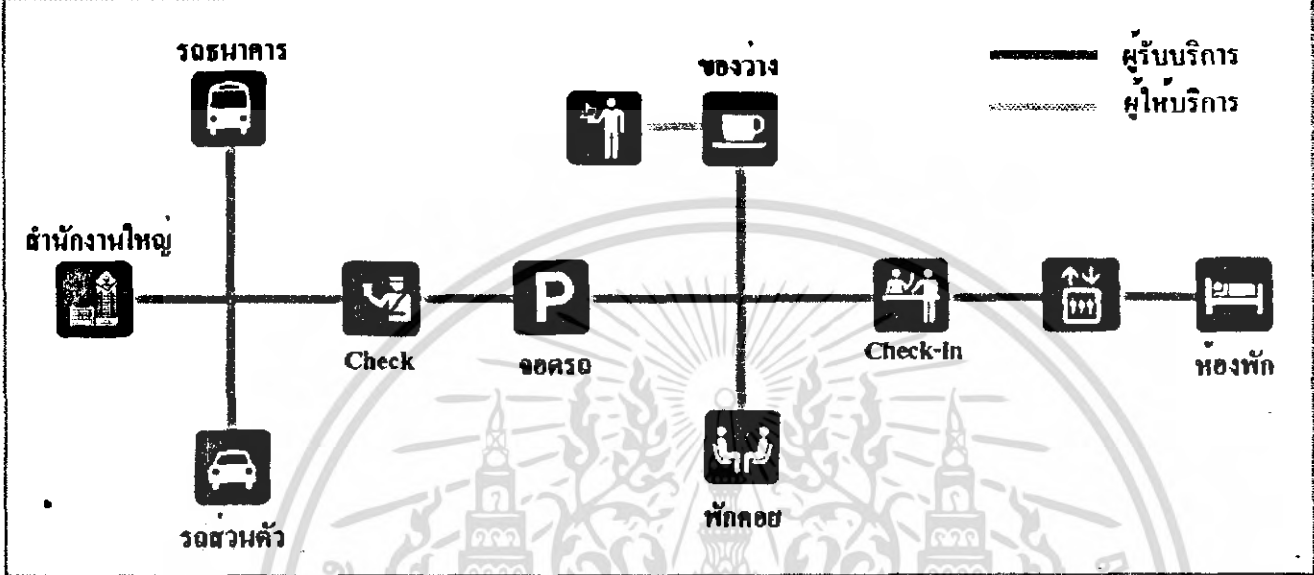 รถธนาคาร
ของว่าง
ผู้รับบริการ
ผู้ให้บริการ
สำนักงานใหญ่
Check
P
จอดรถ
Check-In
ห้องพัก
รถส่วนตัว
พักคอย